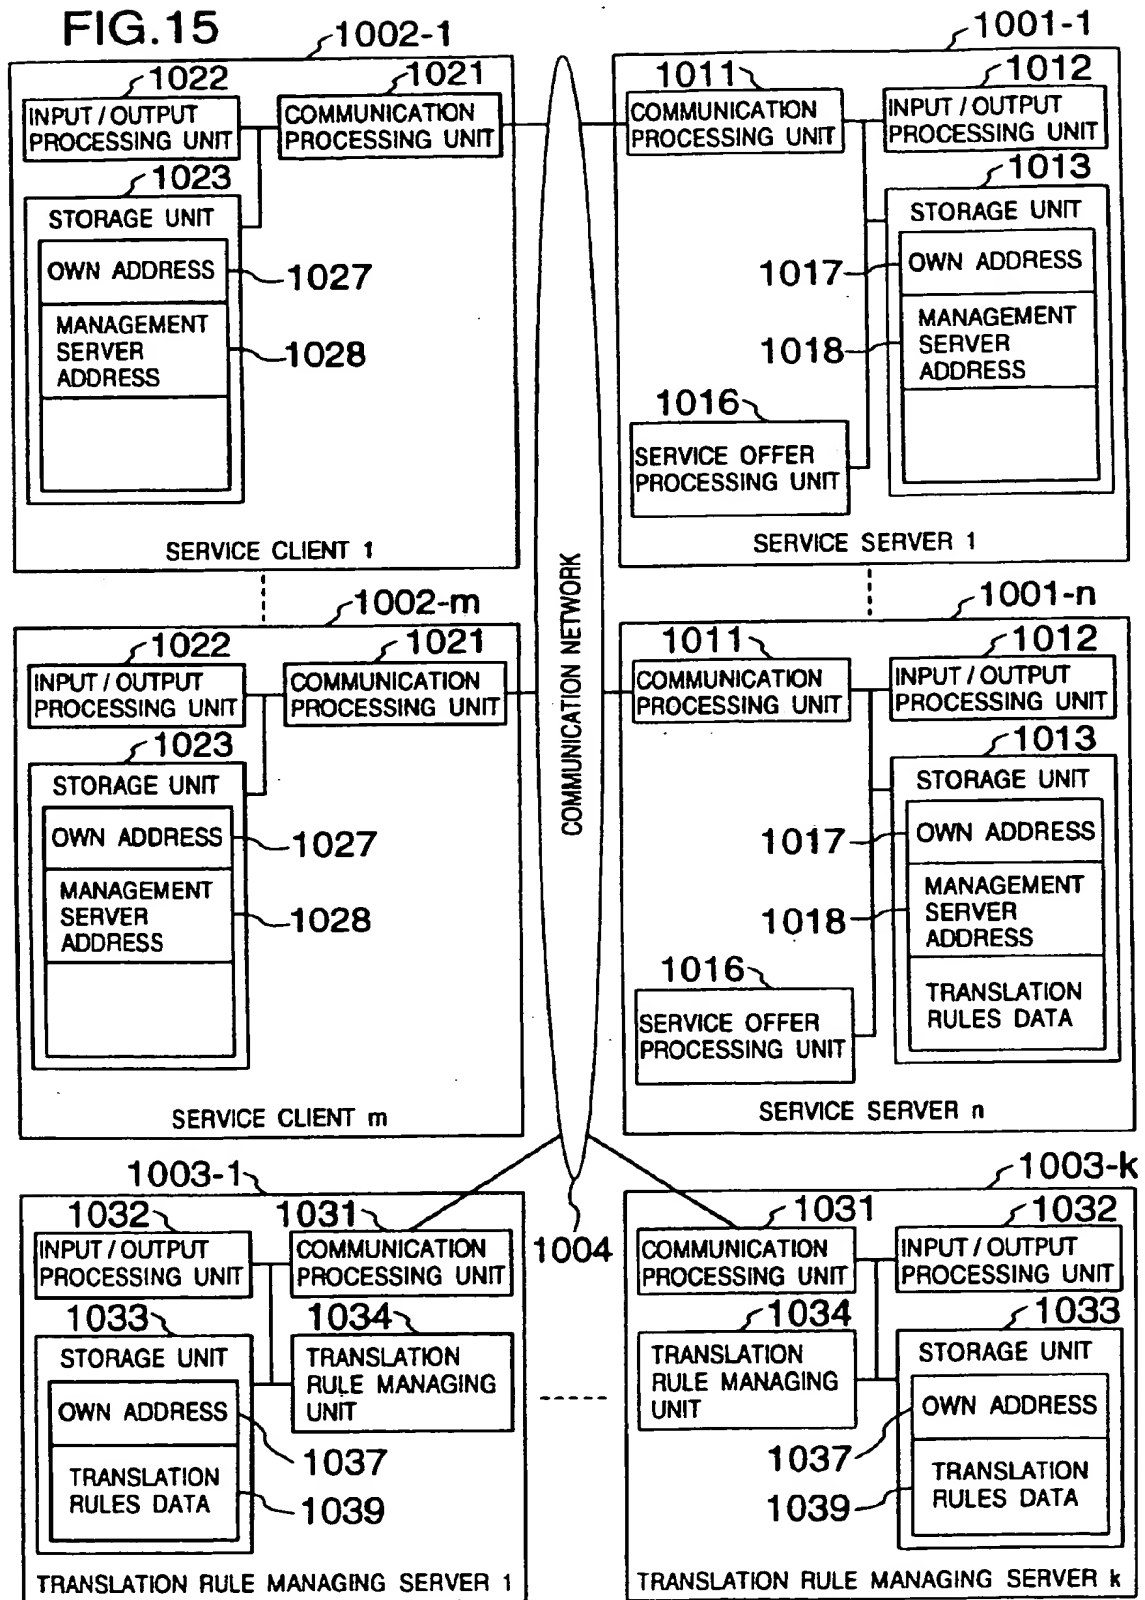 FIG.15
1002-1
1022
1021
INPUT / OUTPUT
PROCESSING UNIT
COMMUNICATION
PROCESSING UNIT
1023
STORAGE UNIT
OWN ADDRESS
1027
MANAGEMENT
SERVER
ADDRESS
1028
SERVICE CLIENT 1
1001-1
1011
1012
COMMUNICATION
PROCESSING UNIT
INPUT / OUTPUT
PROCESSING UNIT
1013
STORAGE UNIT
1017
OWN ADDRESS
1018
MANAGEMENT
SERVER
ADDRESS
1016
SERVICE OFFER
PROCESSING UNIT
SERVICE SERVER 1
COMMUNICATION NETWORK
1002-m
1022
1021
INPUT / OUTPUT
PROCESSING UNIT
COMMUNICATION
PROCESSING UNIT
1023
STORAGE UNIT
OWN ADDRESS
1027
MANAGEMENT
SERVER
ADDRESS
1028
SERVICE CLIENT m
1001-n
1011
1012
COMMUNICATION
PROCESSING UNIT
INPUT / OUTPUT
PROCESSING UNIT
1013
STORAGE UNIT
1017
OWN ADDRESS
1018
MANAGEMENT
SERVER
ADDRESS
TRANSLATION
RULES DATA
1016
SERVICE OFFER
PROCESSING UNIT
SERVICE SERVER n
1003-1
1032
1031
INPUT / OUTPUT
PROCESSING UNIT
COMMUNICATION
PROCESSING UNIT
1033
1034
STORAGE UNIT
TRANSLATION
RULE MANAGING
UNIT
OWN ADDRESS
1037
TRANSLATION
RULES DATA
1039
TRANSLATION RULE MANAGING SERVER 1
1004
1003-k
1031
1032
COMMUNICATION
PROCESSING UNIT
INPUT / OUTPUT
PROCESSING UNIT
1034
1033
TRANSLATION
RULE MANAGING
UNIT
STORAGE UNIT
OWN ADDRESS
1037
TRANSLATION
RULES DATA
1039
TRANSLATION RULE MANAGING SERVER k